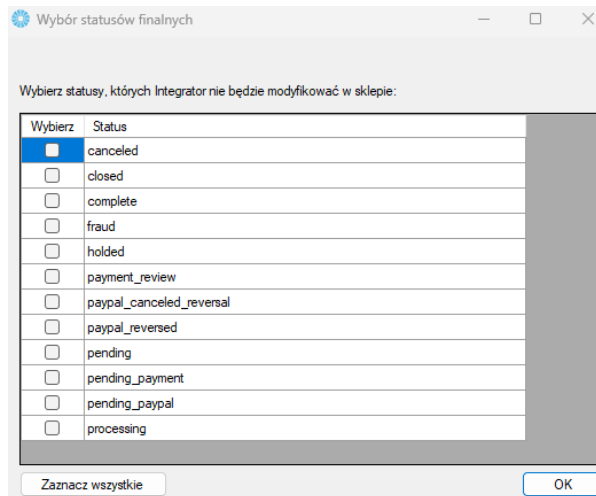 Wybór statusów finalnych
Wybierz statusy, których Integrator nie będzie modyfikować w sklepie:
Wybierz Status
canceled
closed
complete
fraud
holded
payment_review
paypal_canceled_reversal
paypal_reversed
pending
pending_payment
pending_paypal
processing
Zaznacz wszystkie OK